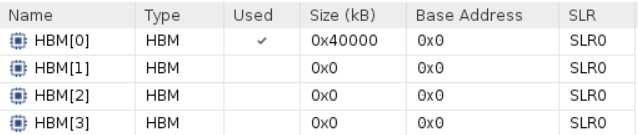 Name Type Used Size (kB) Base Address SLR
HBM[0] HBM ✓ 0x40000 0x0 SLR0
HBM[1] HBM 0x0 0x0 SLR0
HBM[2] HBM 0x0 0x0 SLR0
HBM[3] HBM 0x0 0x0 SLR0